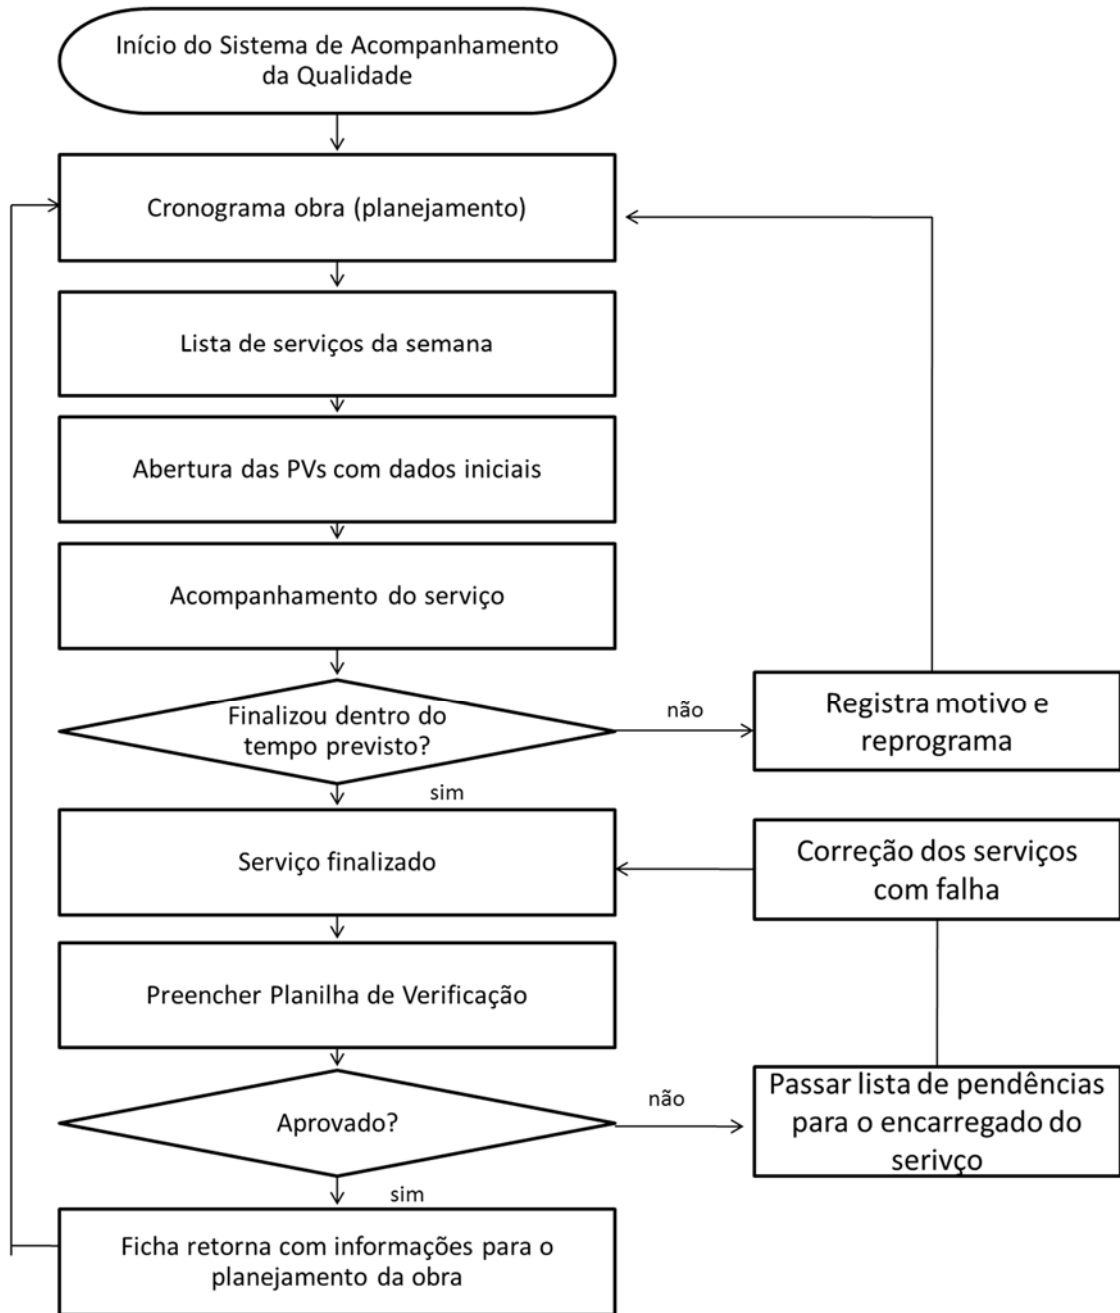 Início do Sistema de Acompanhamento
da Qualidade
Cronograma obra (planejamento)
Lista de serviços da semana
Abertura das PVs com dados iniciais
Acompanhamento do serviço
Finalizou dentro do
tempo previsto?
não
Registra motivo e
reprograma
sim
Serviço finalizado
Correção dos serviços
com falha
Preencher Planilha de Verificação
Aprovado?
não
Passar lista de pendências
para o encarregado do
serivço
sim
Ficha retorna com informações para o
planejamento da obra